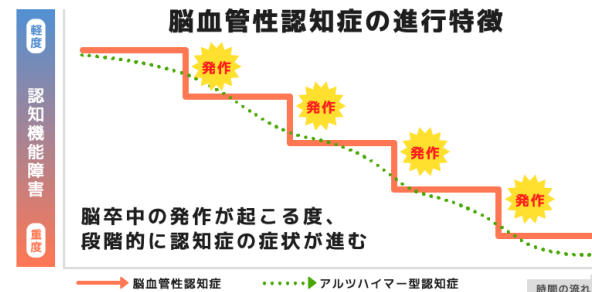 脳血管性認知症の進行特徴
軽度
認知機能障害
重度
発作
発作
発作
発作
脳卒中の発作が起こる度、
段階的に認知症の症状が進む
脳血管性認知症
アルツハイマー型認知症
時間の流れ